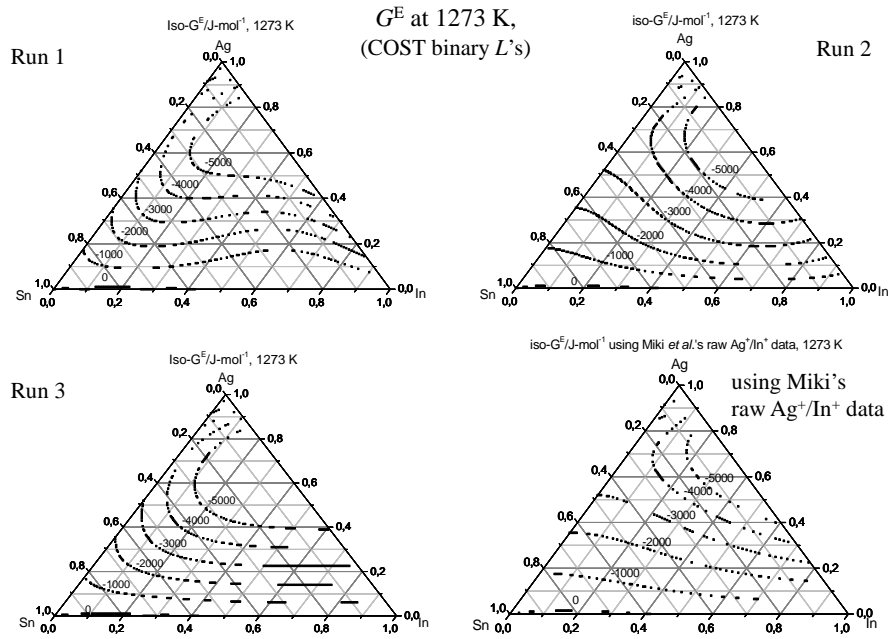 Gᴱ at 1273 K,
(COST binary L's)
Run 1
Iso-Gᴱ/J-mol⁻¹, 1273 K
Ag
0,0 1,0
0,2 0,8
0,4 0,6
0,6 0,4
0,8 0,2
1,0 0,0
-5000
-4000
-3000
-2000
-1000
0
Sn In
0,0 0,2 0,4 0,6 0,8 1,0
Run 2
iso-Gᴱ/J-mol⁻¹, 1273 K
Ag
0,0 1,0
0,2 0,8
0,4 0,6
0,6 0,4
0,8 0,2
1,0 0,0
-5000
-4000
-3000
-2000
-1000
0
Sn In
0,0 0,2 0,4 0,6 0,8 1,0
Run 3
Iso-Gᴱ/J-mol⁻¹, 1273 K
Ag
0,0 1,0
0,2 0,8
0,4 0,6
0,6 0,4
0,8 0,2
1,0 0,0
-5000
-4000
-3000
-2000
-1000
0
Sn In
0,0 0,2 0,4 0,6 0,8 1,0
iso-Gᴱ/J-mol⁻¹ using Miki et al.'s raw Ag⁺/In⁺ data, 1273 K
using Miki's
raw Ag⁺/In⁺ data
Ag
0,0 1,0
0,2 0,8
0,4 0,6
0,6 0,4
0,8 0,2
1,0 0,0
-5000
-4000
-3000
-2000
-1000
0
Sn In
0,0 0,2 0,4 0,6 0,8 1,0